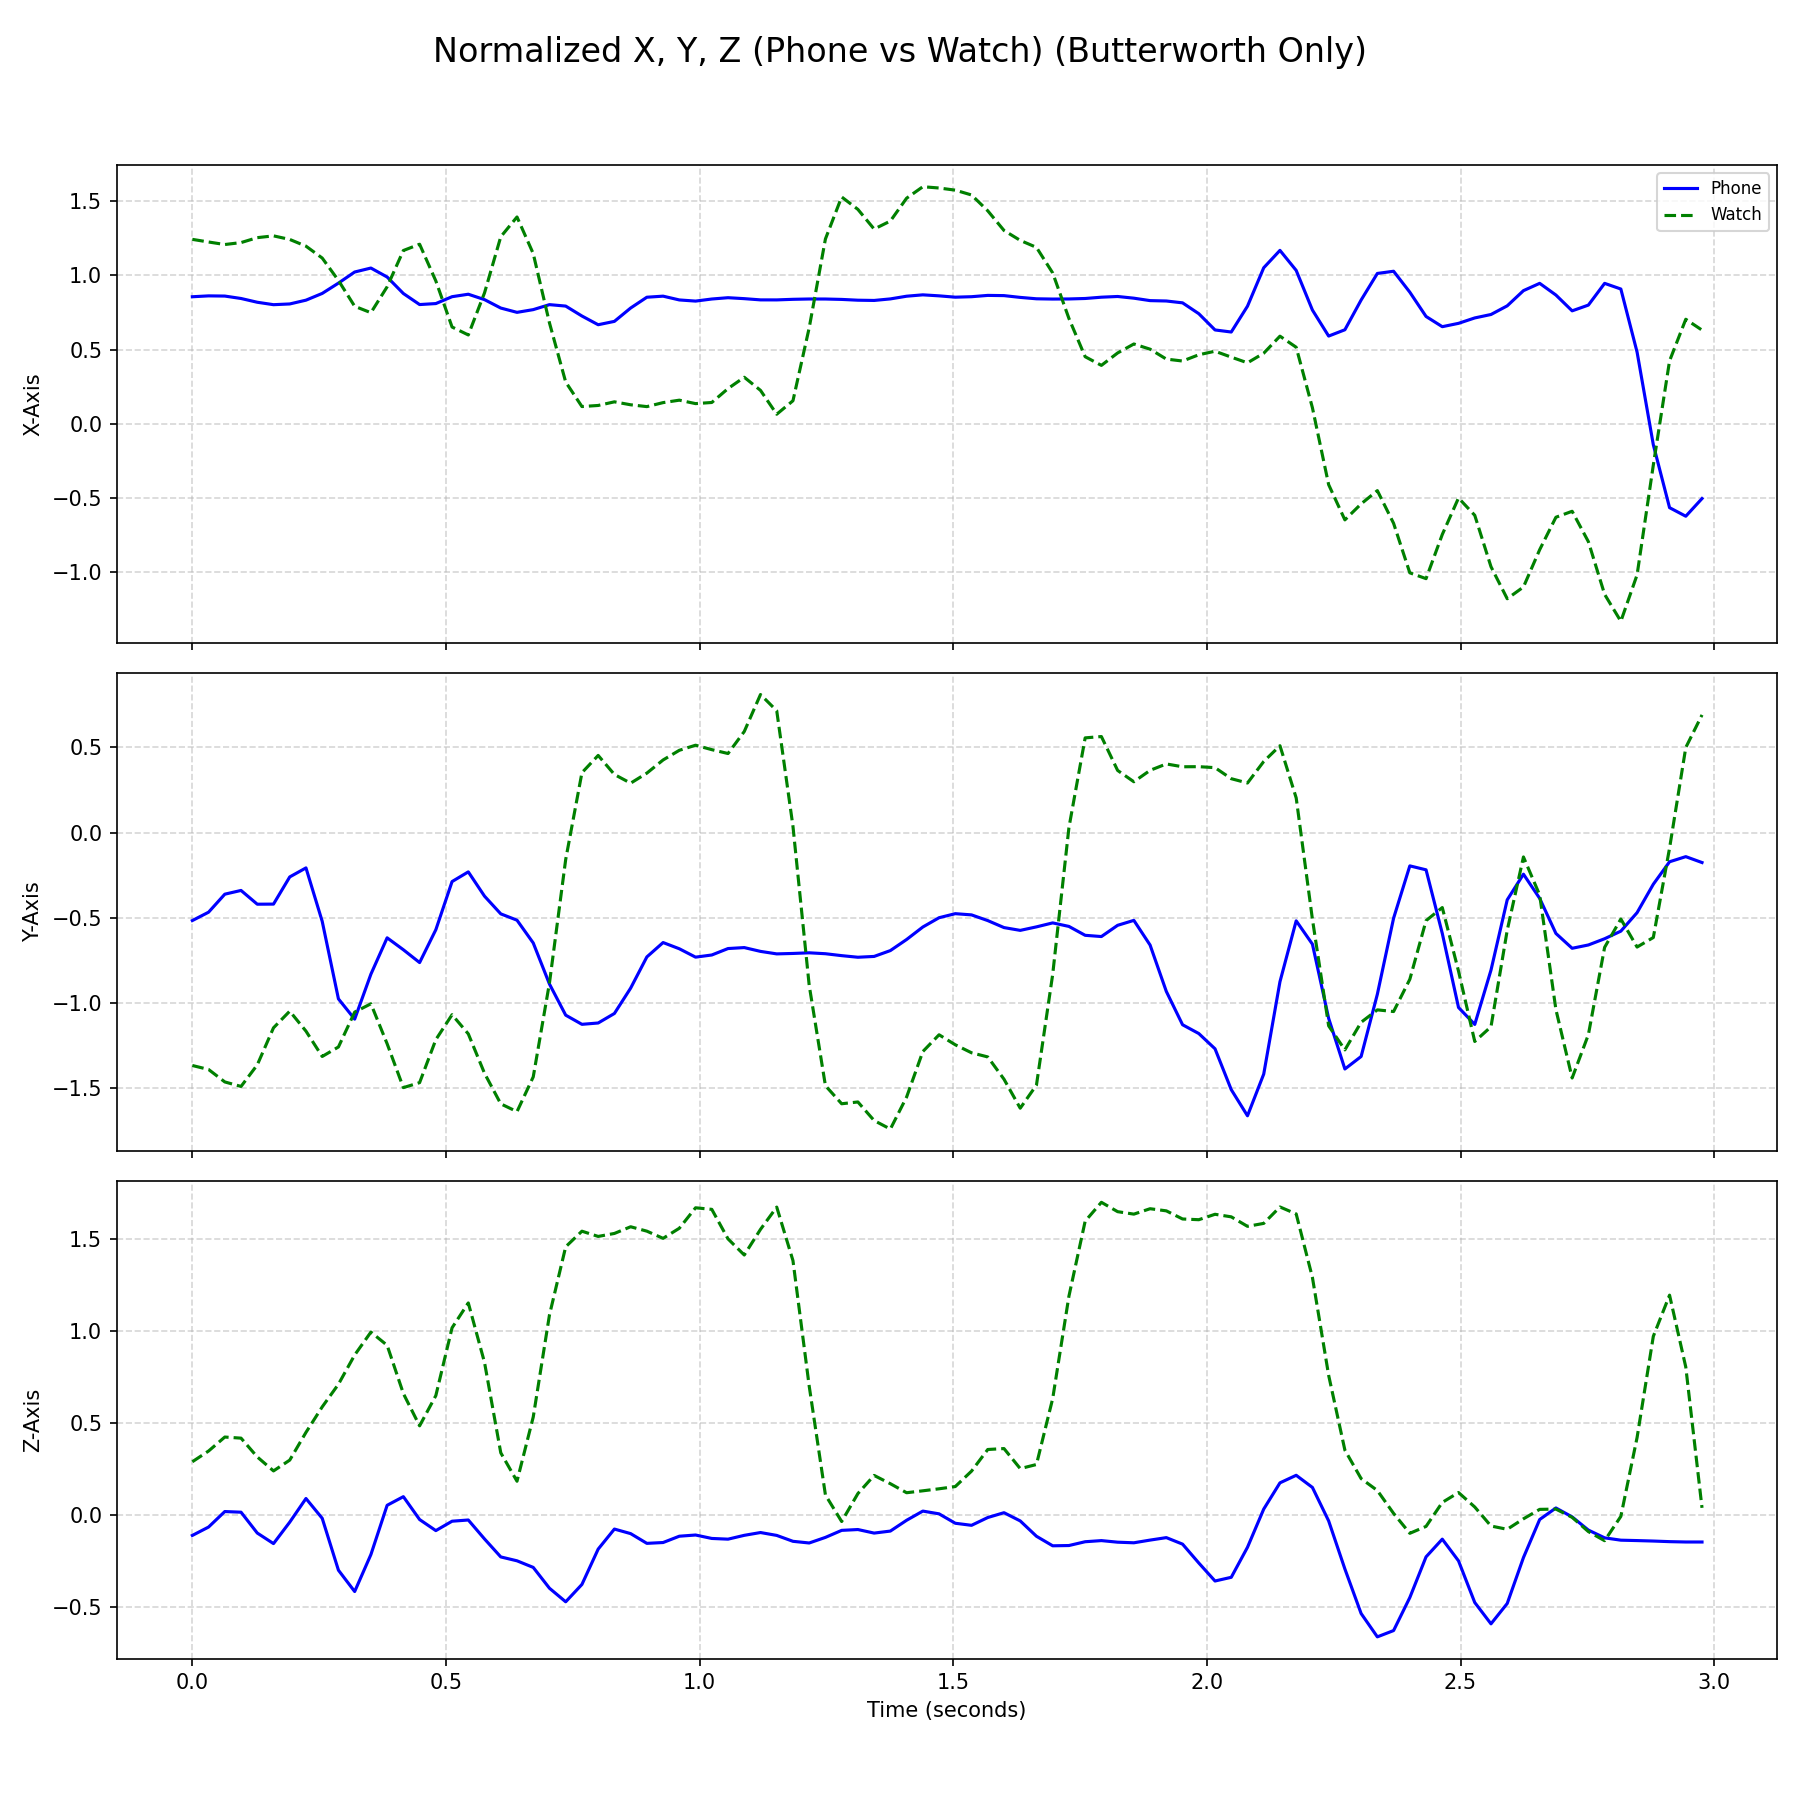 Normalized X, Y, Z (Phone vs Watch) (Butterworth Only)
Phone
Watch
1.5
1.0
0.5
0.0
−0.5
−1.0
X-Axis
0.5
0.0
−0.5
−1.0
−1.5
Y-Axis
1.5
1.0
0.5
0.0
−0.5
Z-Axis
0.0 0.5 1.0 1.5 2.0 2.5 3.0
Time (seconds)